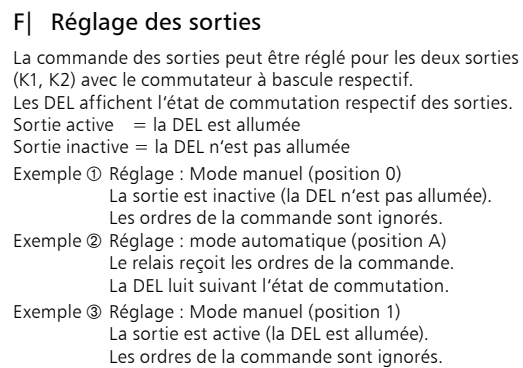 F| Réglage des sorties
La commande des sorties peut être réglé pour les deux sorties
(K1, K2) avec le commutateur à bascule respectif.
Les DEL affichent l'état de commutation respectif des sorties.
Sortie active = la DEL est allumée
Sortie inactive = la DEL n'est pas allumée
Exemple ① Réglage : Mode manuel (position 0)
La sortie est inactive (la DEL n'est pas allumée).
Les ordres de la commande sont ignorés.
Exemple ② Réglage : mode automatique (position A)
Le relais reçoit les ordres de la commande.
La DEL luit suivant l'état de commutation.
Exemple ③ Réglage : Mode manuel (position 1)
La sortie est active (la DEL est allumée).
Les ordres de la commande sont ignorés.